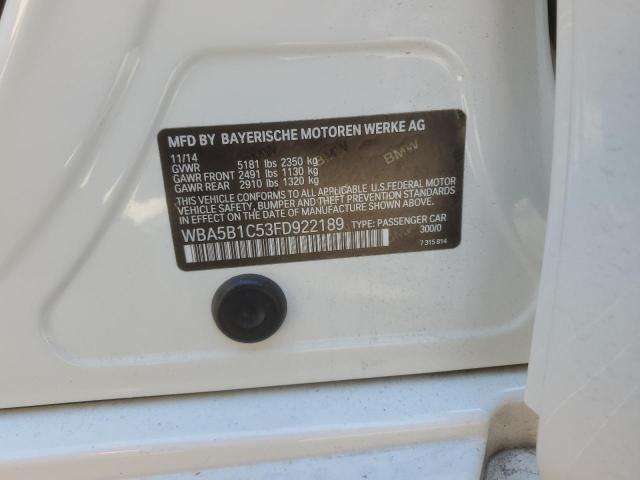 MFD BY BAYERISCHE MOTOREN WERKE AG
11/14
GVWR 5181 lbs 2350 kg
GAWR FRONT 2491 lbs 1130 kg
GAWR REAR 2910 lbs 1320 kg
THIS VEHICLE CONFORMS TO ALL APPLICABLE U.S.FEDERAL MOTOR
VEHICLE SAFETY, BUMPER AND THEFT PREVENTION STANDARDS
IN EFFECT ON THE DATE OF MANUFACTURE SHOWN ABOVE.
WBA5B1C53FD922189
TYPE: PASSENGER CAR
300/0
7 315 814
BMW
BMW